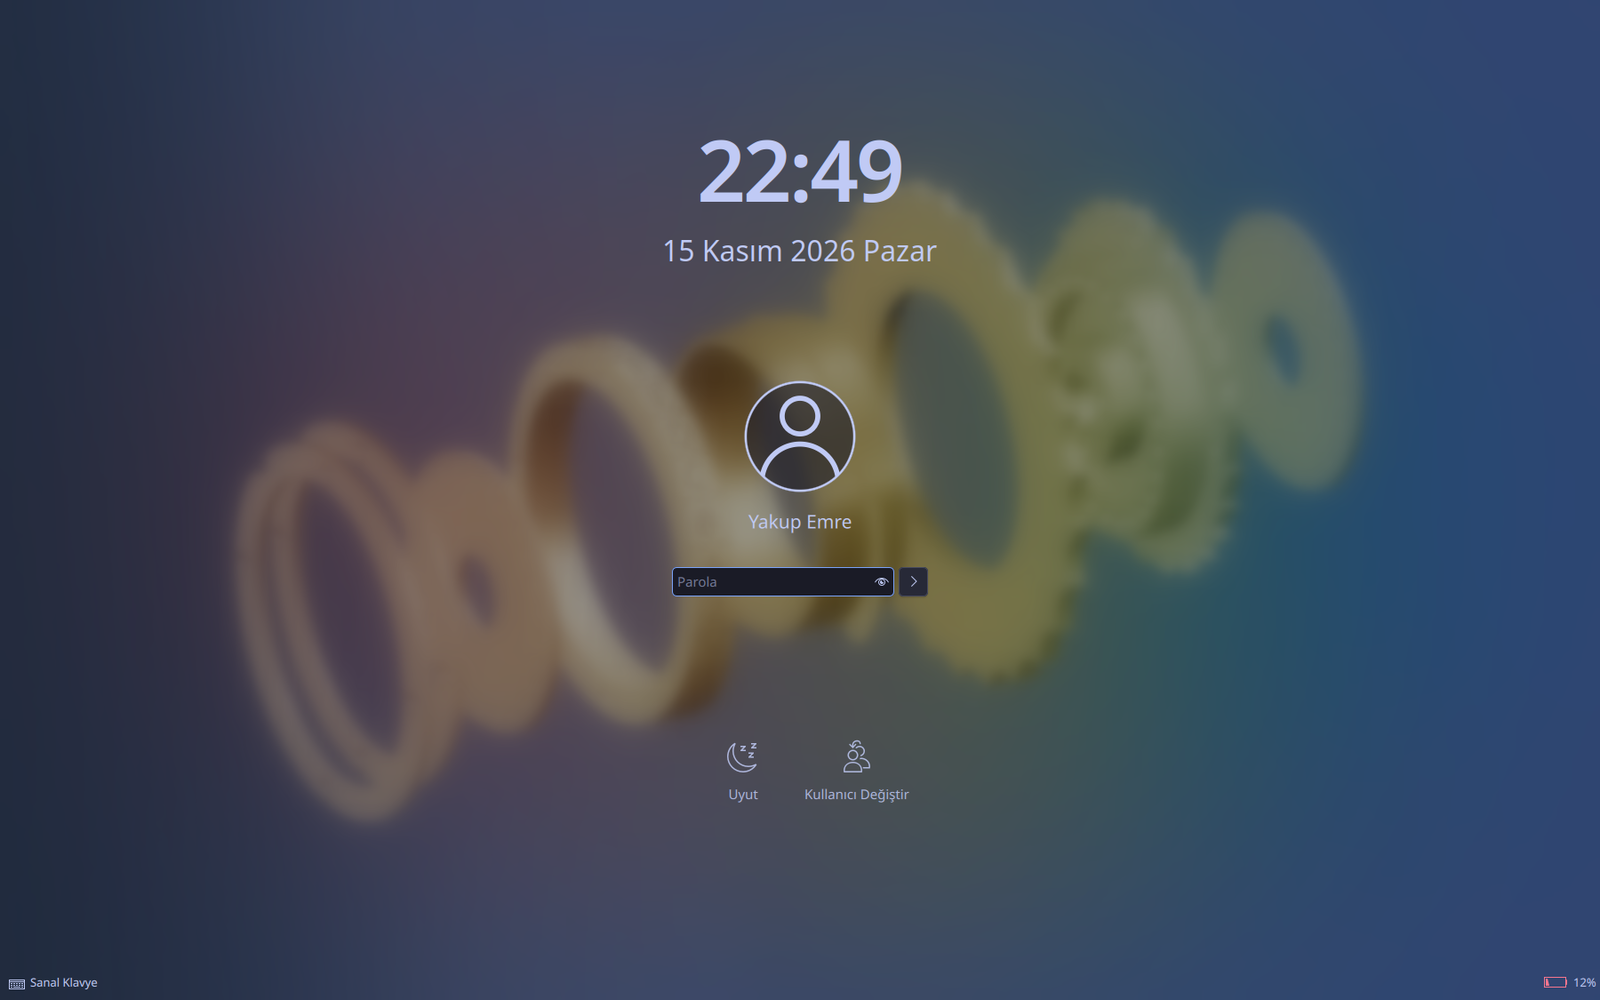 22:49
15 Kasım 2026 Pazar
Yakup Emre
Parola
Uyut
Kullanıcı Değiştir
Sanal Klavye
12%